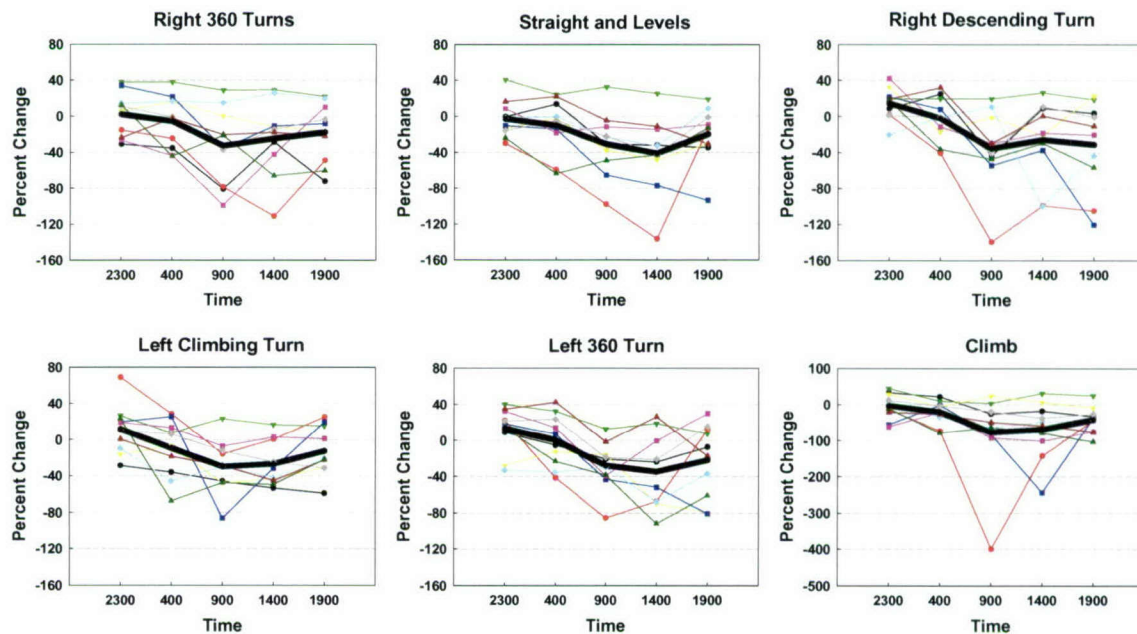 Right 360 Turns
Percent Change
80
40
0
-40
-80
-120
-160
2300 400 900 1400 1900
Time
Straight and Levels
Percent Change
80
40
0
-40
-80
-120
-160
2300 400 900 1400 1900
Time
Right Descending Turn
Percent Change
80
40
0
-40
-80
-120
-160
2300 400 900 1400 1900
Time
Left Climbing Turn
Percent Change
80
40
0
-40
-80
-120
-160
2300 400 900 1400 1900
Time
Left 360 Turn
Percent Change
80
40
0
-40
-80
-120
-160
2300 400 900 1400 1900
Time
Climb
Percent Change
100
0
-100
-200
-300
-400
-500
2300 400 900 1400 1900
Time